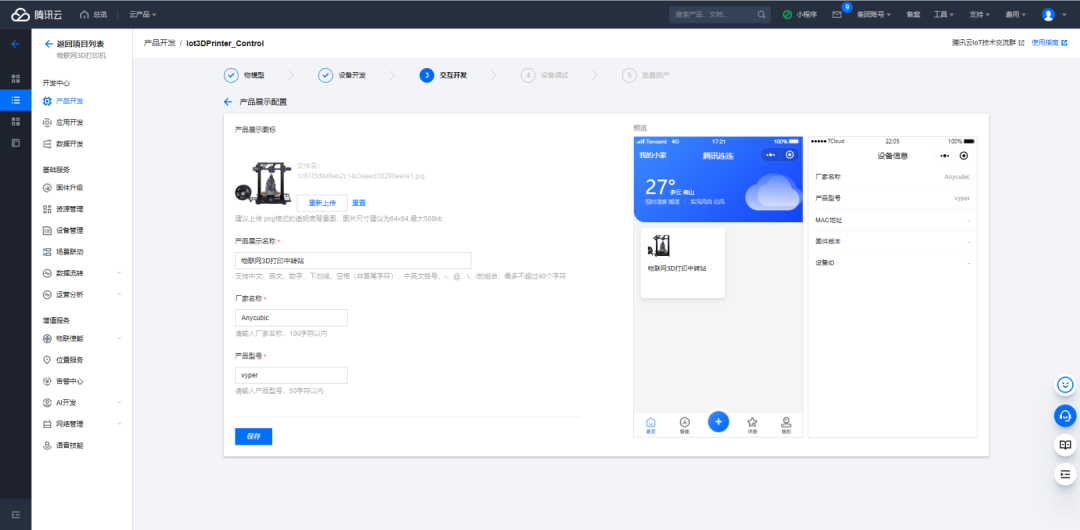 腾讯云 总览 云产品 搜索产品、文档... 小程序 9 集团账号 备案 工具 支持 费用
返回项目列表
物联网3D打印机
产品开发 / Iot3DPrinter_Control
腾讯云IoT技术交流群 使用指南
开发中心
产品开发
应用开发
数据开发
基础服务
固件升级
资源管理
设备管理
场景联动
数据流转
运营分析
增值服务
物联使能
位置服务
告警中心
AI开发
网络管理
语音技能
物模型 设备开发 3 交互开发 4 设备调试 5 批量投产
产品展示配置
产品展示图标
文件名:
重新上传 重置
建议上传 png格式的透明底背景图，图片尺寸建议为64x64,最大500kb
产品展示名称 *
物联网3D打印中转站
支持中文、英文、数字、下划线、空格（非首尾字符）、中英文括号、-、@、\、/的组合，最多不超过40个字符
厂家名称 *
Anycubic
请输入厂家名称，100字符以内
产品型号 *
vyper
请输入产品型号，50字符以内
保存
预览
Tencent 4G 17:21 100%
我的小家 腾讯连连
27°
多云 南山
物联网3D打印中转站
首页 智能 评测 我的
TCloud 22:05 100%
设备信息
厂家名称 Anycubic
产品型号 vyper
MAC地址 -
固件版本 -
设备ID -